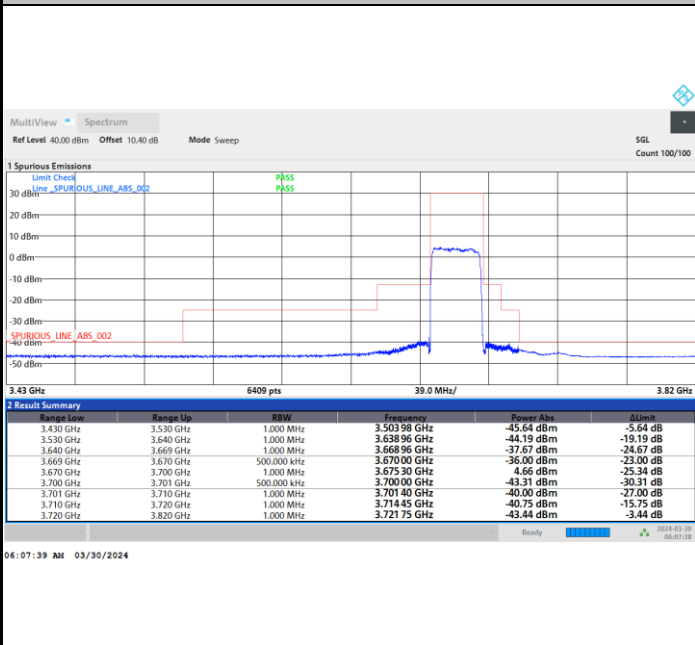 MultiView Spectrum
Ref Level 40.00 dBm Offset 10.40 dB Mode Sweep SGL
Count 100/100
1 Spurious Emissions
Limit Check PASS
30 dBm Line _SPURIOUS_LINE_ABS_002 PASS
20 dBm
10 dBm
0 dBm
-10 dBm
-20 dBm
-30 dBm
SPURIOUS_LINE_ABS_002
-40 dBm
-50 dBm
3.43 GHz 6409 pts 39.0 MHz/ 3.82 GHz
2 Result Summary
Range Low Range Up RBW Frequency Power Abs ΔLimit
3.430 GHz 3.530 GHz 1.000 MHz 3.503 98 GHz -45.64 dBm -5.64 dB
3.530 GHz 3.640 GHz 1.000 MHz 3.638 96 GHz -44.19 dBm -19.19 dB
3.640 GHz 3.669 GHz 1.000 MHz 3.668 96 GHz -37.67 dBm -24.67 dB
3.669 GHz 3.670 GHz 500.000 kHz 3.670 00 GHz -36.00 dBm -23.00 dB
3.670 GHz 3.700 GHz 1.000 MHz 3.675 30 GHz 4.66 dBm -25.34 dB
3.700 GHz 3.701 GHz 500.000 kHz 3.700 00 GHz -43.31 dBm -30.31 dB
3.701 GHz 3.710 GHz 1.000 MHz 3.701 40 GHz -40.00 dBm -27.00 dB
3.710 GHz 3.720 GHz 1.000 MHz 3.714 45 GHz -40.75 dBm -15.75 dB
3.720 GHz 3.820 GHz 1.000 MHz 3.721 75 GHz -43.44 dBm -3.44 dB
Ready 2024-03-30
06:07:38
06:07:39 AM 03/30/2024